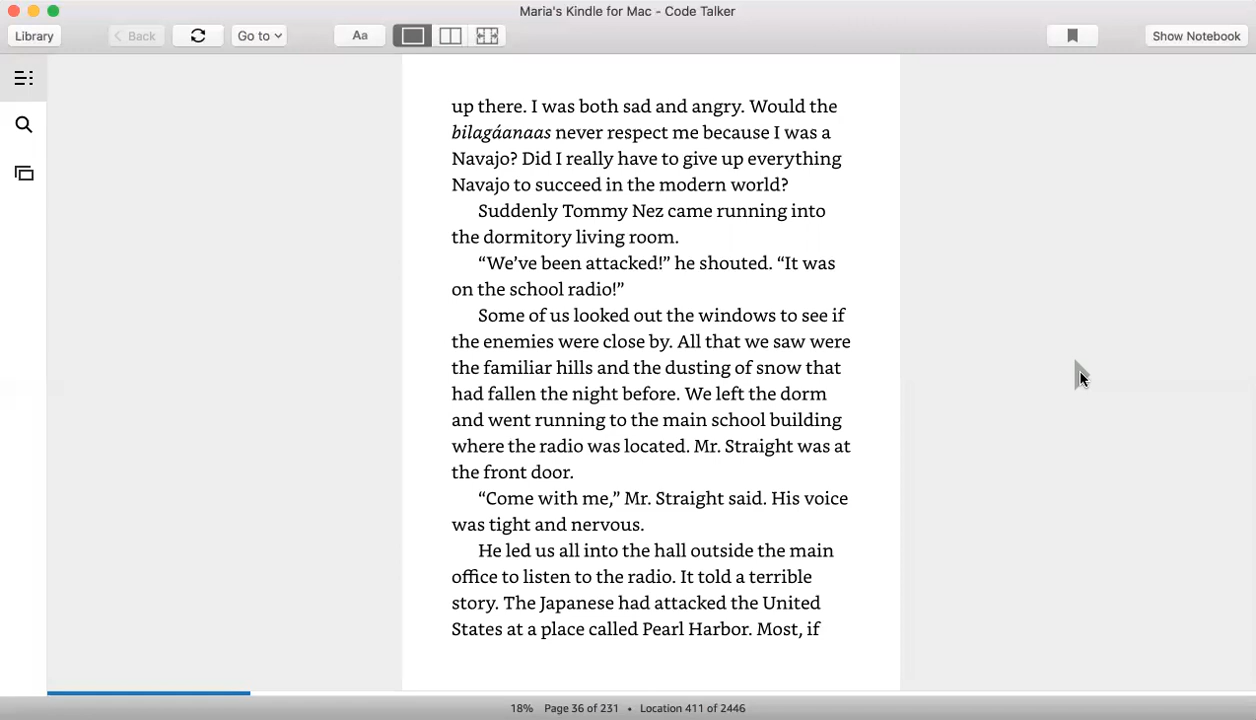 Maria's Kindle for Mac - Code Talker
Library
Back
Go to
Aa
Show Notebook
up there. I was both sad and angry. Would the
bilagáanaas never respect me because I was a
Navajo? Did I really have to give up everything
Navajo to succeed in the modern world?
Suddenly Tommy Nez came running into
the dormitory living room.
“We’ve been attacked!” he shouted. “It was
on the school radio!”
Some of us looked out the windows to see if
the enemies were close by. All that we saw were
the familiar hills and the dusting of snow that
had fallen the night before. We left the dorm
and went running to the main school building
where the radio was located. Mr. Straight was at
the front door.
“Come with me,” Mr. Straight said. His voice
was tight and nervous.
He led us all into the hall outside the main
office to listen to the radio. It told a terrible
story. The Japanese had attacked the United
States at a place called Pearl Harbor. Most, if
18% Page 36 of 231 • Location 411 of 2446